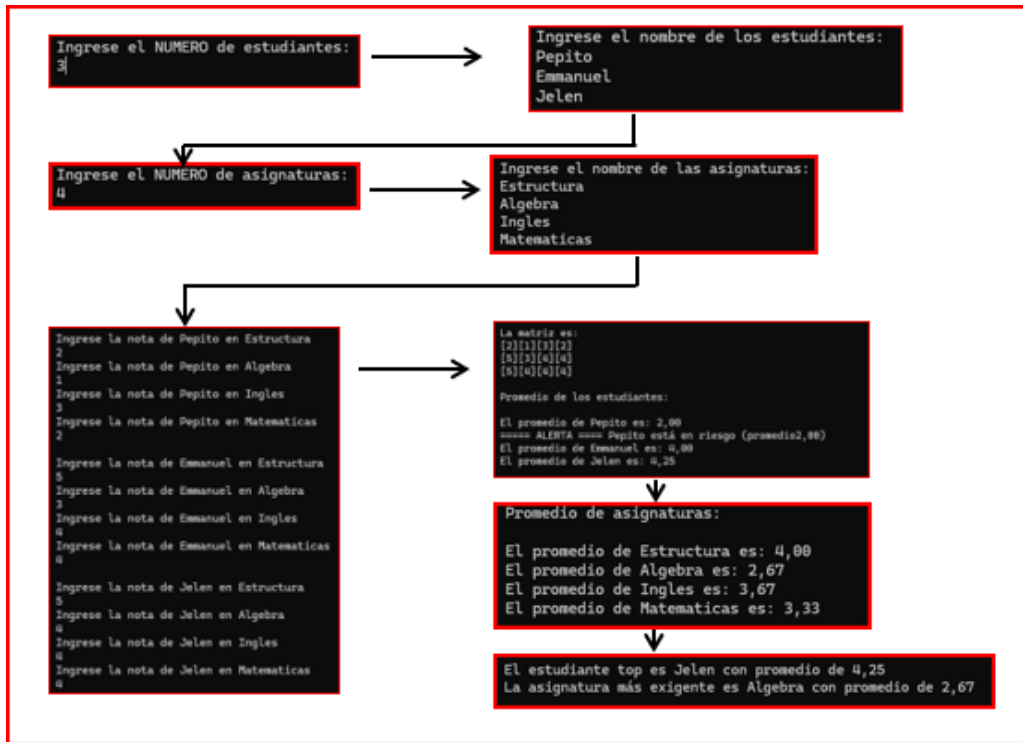 Ingrese el NUMERO de estudiantes:
3
Ingrese el nombre de los estudiantes:
Pepito
Emmanuel
Jelen
Ingrese el NUMERO de asignaturas:
4
Ingrese el nombre de las asignaturas:
Estructura
Algebra
Ingles
Matematicas
Ingrese la nota de Pepito en Estructura
2
Ingrese la nota de Pepito en Algebra
1
Ingrese la nota de Pepito en Ingles
3
Ingrese la nota de Pepito en Matematicas
2
Ingrese la nota de Emmanuel en Estructura
5
Ingrese la nota de Emmanuel en Algebra
3
Ingrese la nota de Emmanuel en Ingles
4
Ingrese la nota de Emmanuel en Matematicas
4
Ingrese la nota de Jelen en Estructura
5
Ingrese la nota de Jelen en Algebra
4
Ingrese la nota de Jelen en Ingles
4
Ingrese la nota de Jelen en Matematicas
4
La matriz es:
[2][1][3][2]
[5][3][4][4]
[5][4][4][4]
Promedio de los estudiantes:
El promedio de Pepito es: 2,00
===== ALERTA ==== Pepito está en riesgo (promedio2,00)
El promedio de Emmanuel es: 4,00
El promedio de Jelen es: 4,25
Promedio de asignaturas:
El promedio de Estructura es: 4,00
El promedio de Algebra es: 2,67
El promedio de Ingles es: 3,67
El promedio de Matematicas es: 3,33
El estudiante top es Jelen con promedio de 4,25
La asignatura más exigente es Algebra con promedio de 2,67